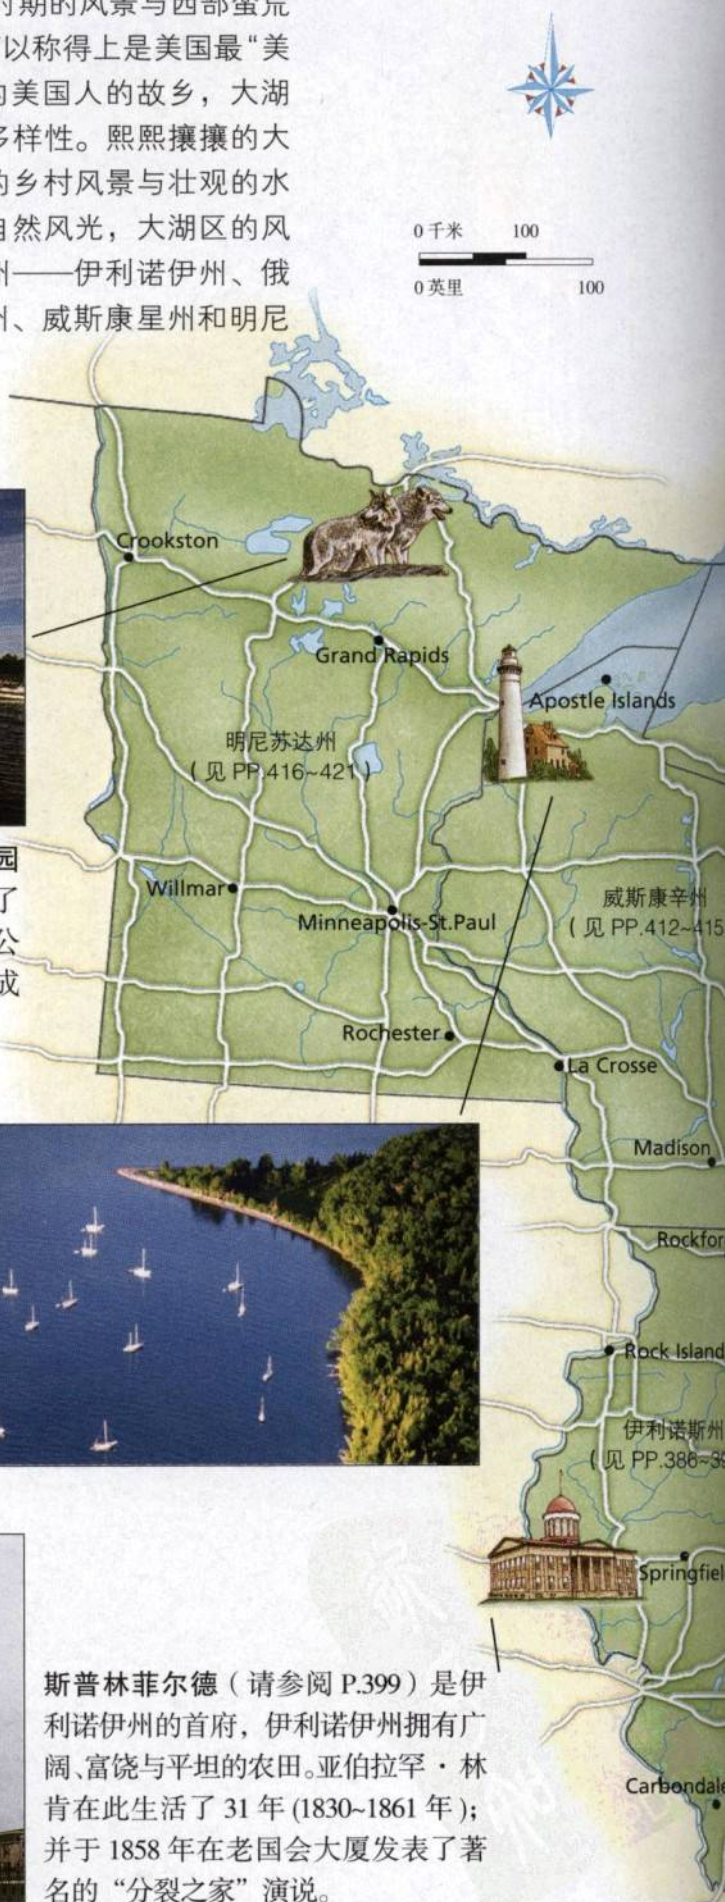 时期的风景与西部蛮荒
以称得上是美国最“美
的美国人的故乡，大湖
多样性。熙熙攘攘的大
的乡村风景与壮观的水
自然风光，大湖区的风
州——伊利诺伊州、俄
州、威斯康星州和明尼
0 千米 100
0 英里 100
Crookston
Grand Rapids
Apostle Islands
明尼苏达州
（见 PP.416~421）
园
了
公
成
Willmar
Minneapolis-St.Paul
威斯康辛州
（见 PP.412~415
Rochester
La Crosse
Madison
Rockfor
Rock Island
伊利诺斯州
（见 PP.386~39
Springfiel
Carbondale
斯普林菲尔德（请参阅 P.399）是伊
利诺伊州的首府，伊利诺伊州拥有广
阔、富饶与平坦的农田。亚伯拉罕·林
肯在此生活了 31 年 (1830~1861 年)；
并于 1858 年在老国会大厦发表了著
名的“分裂之家”演说。